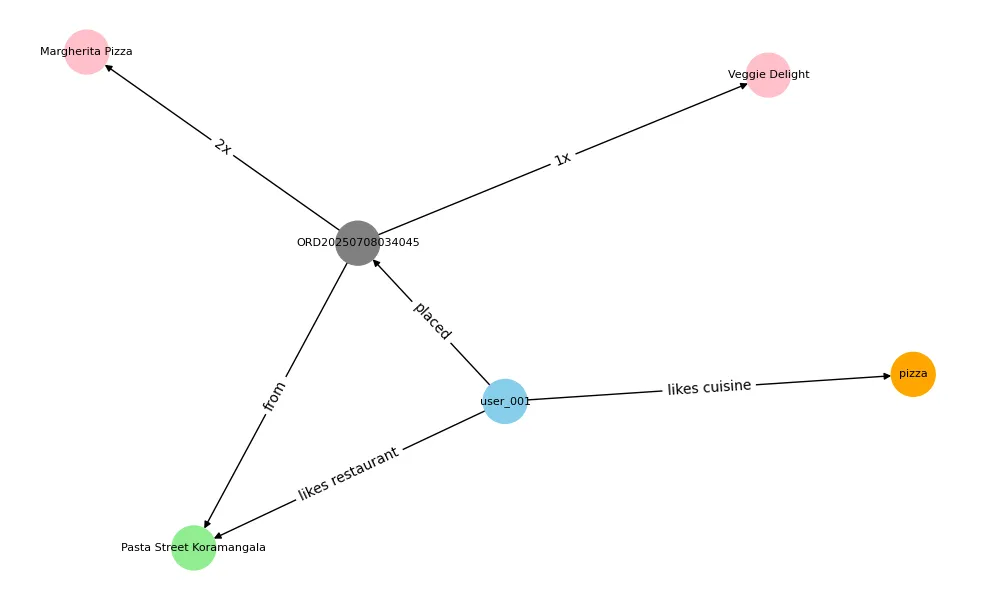 Margherita Pizza
Veggie Delight
2x
1x
ORD20250708034045
placed
pizza
likes cuisine
from
user_001
likes restaurant
Pasta Street Koramangala